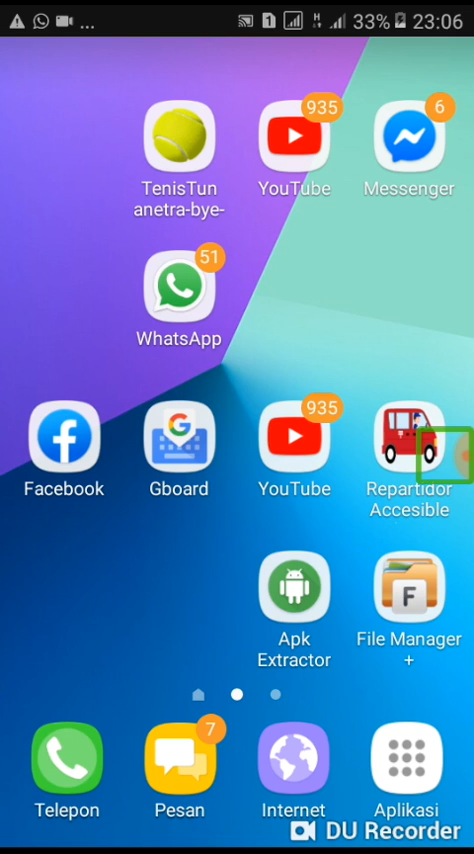 ... 33% 23:06
TenisTun
anetra-bye-
935
YouTube
6
Messenger
51
WhatsApp
Facebook
Gboard
935
YouTube
Repartidor
Accesible
Apk
Extractor
F
File Manager
+
Telepon
7
Pesan
Internet
Aplikasi
DU Recorder